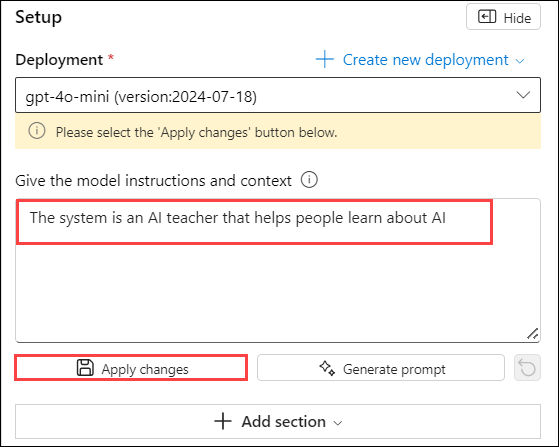 Setup
Hide
Deployment *
Create new deployment
gpt-4o-mini (version:2024-07-18)
Please select the 'Apply changes' button below.
Give the model instructions and context
The system is an AI teacher that helps people learn about AI
Apply changes
Generate prompt
Add section